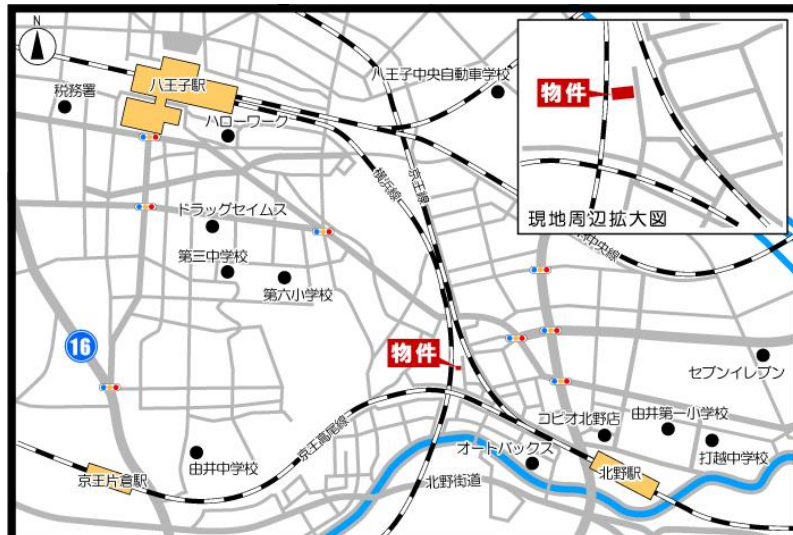 N
八王子駅
税務署
ハローワーク
八王子中央自動車学校
物件
現地周辺拡大図
横浜線
京王線
中央線
ドラッグセイムス
第三中学校
第六小学校
16
物件
セブンイレブン
コピオ北野店
由井第一小学校
打越中学校
オートバックス
京王高尾線
由井中学校
京王片倉駅
北野街道
北野駅